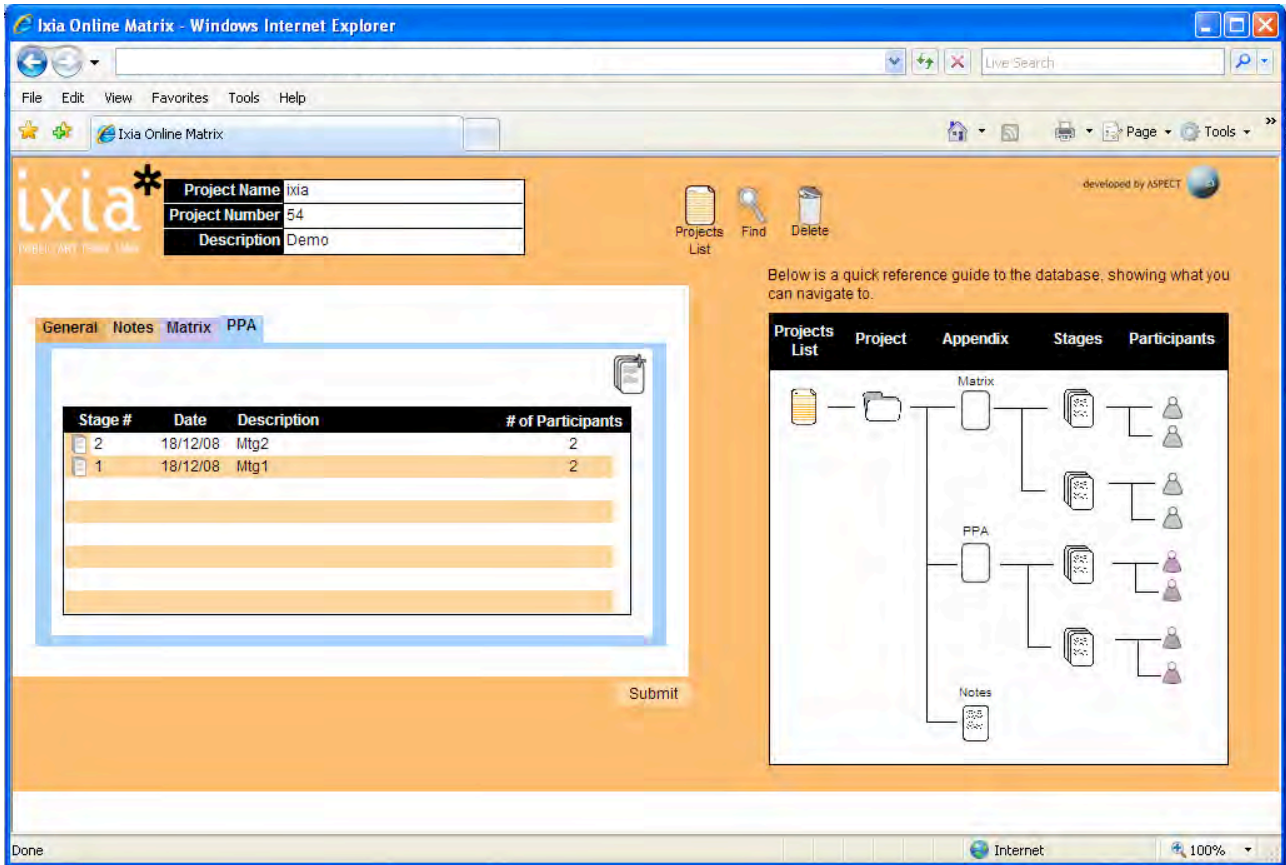 Ixia Online Matrix - Windows Internet Explorer
Live Search
File Edit View Favorites Tools Help
Ixia Online Matrix
Page Tools »
ixia*
Project Name ixia
Project Number 54
Description Demo
Projects List
Find
Delete
developed by ASPECT
Below is a quick reference guide to the database, showing what you
can navigate to.
General Notes Matrix PPA
Stage # Date Description # of Participants
2 18/12/08 Mtg2 2
1 18/12/08 Mtg1 2
Submit
Projects List Project Appendix Stages Participants
Matrix
PPA
Notes
Done Internet 100%